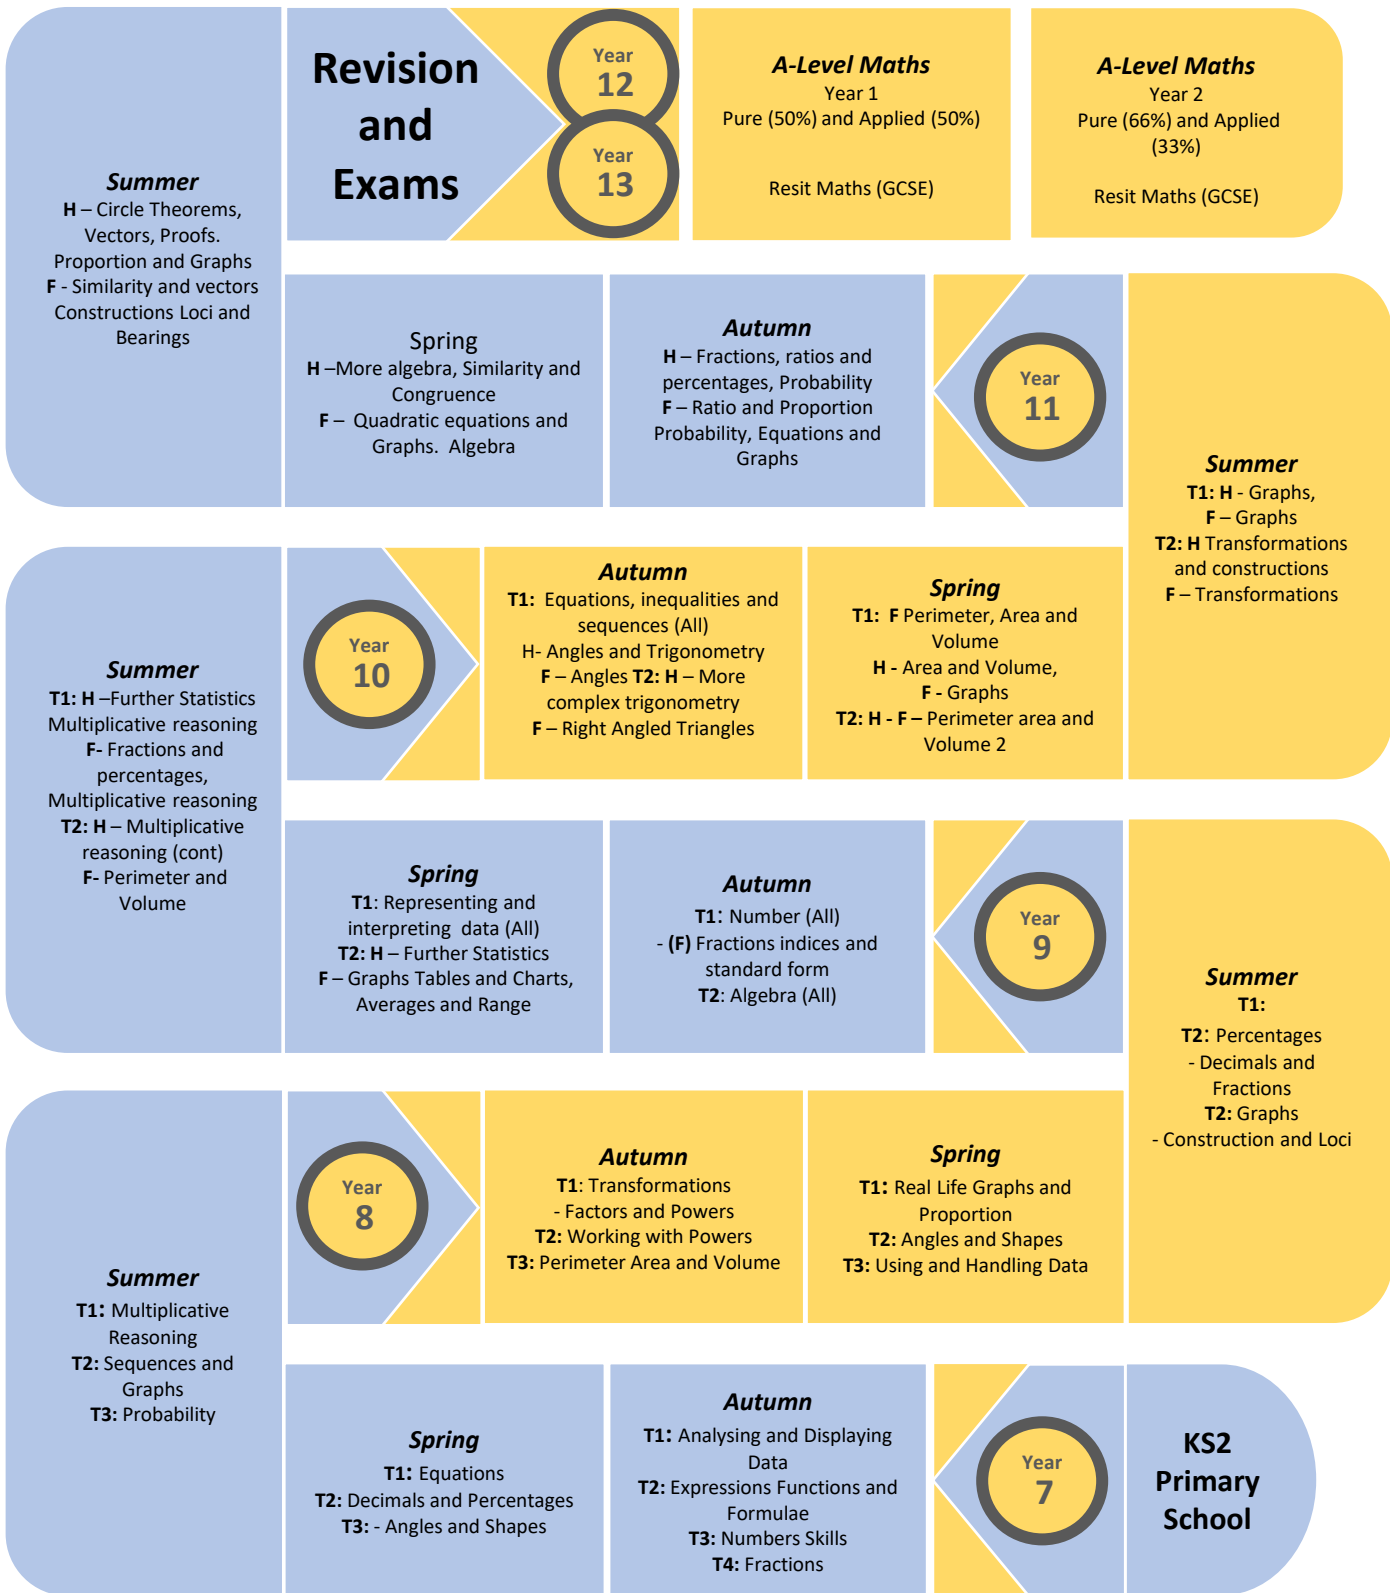 Revision
and
Exams
Year
12
Year
13
A-Level Maths
Year 1
Pure (50%) and Applied (50%)
Resit Maths (GCSE)
A-Level Maths
Year 2
Pure (66%) and Applied
(33%)
Resit Maths (GCSE)
Summer
H – Circle Theorems,
Vectors, Proofs.
Proportion and Graphs
F - Similarity and vectors
Constructions Loci and
Bearings
Spring
H –More algebra, Similarity and
Congruence
F – Quadratic equations and
Graphs. Algebra
Autumn
H – Fractions, ratios and
percentages, Probability
F – Ratio and Proportion
Probability, Equations and
Graphs
Year
11
Summer
T1: H - Graphs,
F – Graphs
T2: H Transformations
and constructions
F – Transformations
Summer
T1: H –Further Statistics
Multiplicative reasoning
F- Fractions and
percentages,
Multiplicative reasoning
T2: H – Multiplicative
reasoning (cont)
F- Perimeter and
Volume
Year
10
Autumn
T1: Equations, inequalities and
sequences (All)
H- Angles and Trigonometry
F – Angles T2: H – More
complex trigonometry
F – Right Angled Triangles
Spring
T1: F Perimeter, Area and
Volume
H - Area and Volume,
F - Graphs
T2: H - F – Perimeter area and
Volume 2
Spring
T1: Representing and
interpreting data (All)
T2: H – Further Statistics
F – Graphs Tables and Charts,
Averages and Range
Autumn
T1: Number (All)
- (F) Fractions indices and
standard form
T2: Algebra (All)
Year
9
Summer
T1:
T2: Percentages
- Decimals and
Fractions
T2: Graphs
- Construction and Loci
Summer
T1: Multiplicative
Reasoning
T2: Sequences and
Graphs
T3: Probability
Year
8
Autumn
T1: Transformations
- Factors and Powers
T2: Working with Powers
T3: Perimeter Area and Volume
Spring
T1: Real Life Graphs and
Proportion
T2: Angles and Shapes
T3: Using and Handling Data
Spring
T1: Equations
T2: Decimals and Percentages
T3: - Angles and Shapes
Autumn
T1: Analysing and Displaying
Data
T2: Expressions Functions and
Formulae
T3: Numbers Skills
T4: Fractions
Year
7
KS2
Primary
School